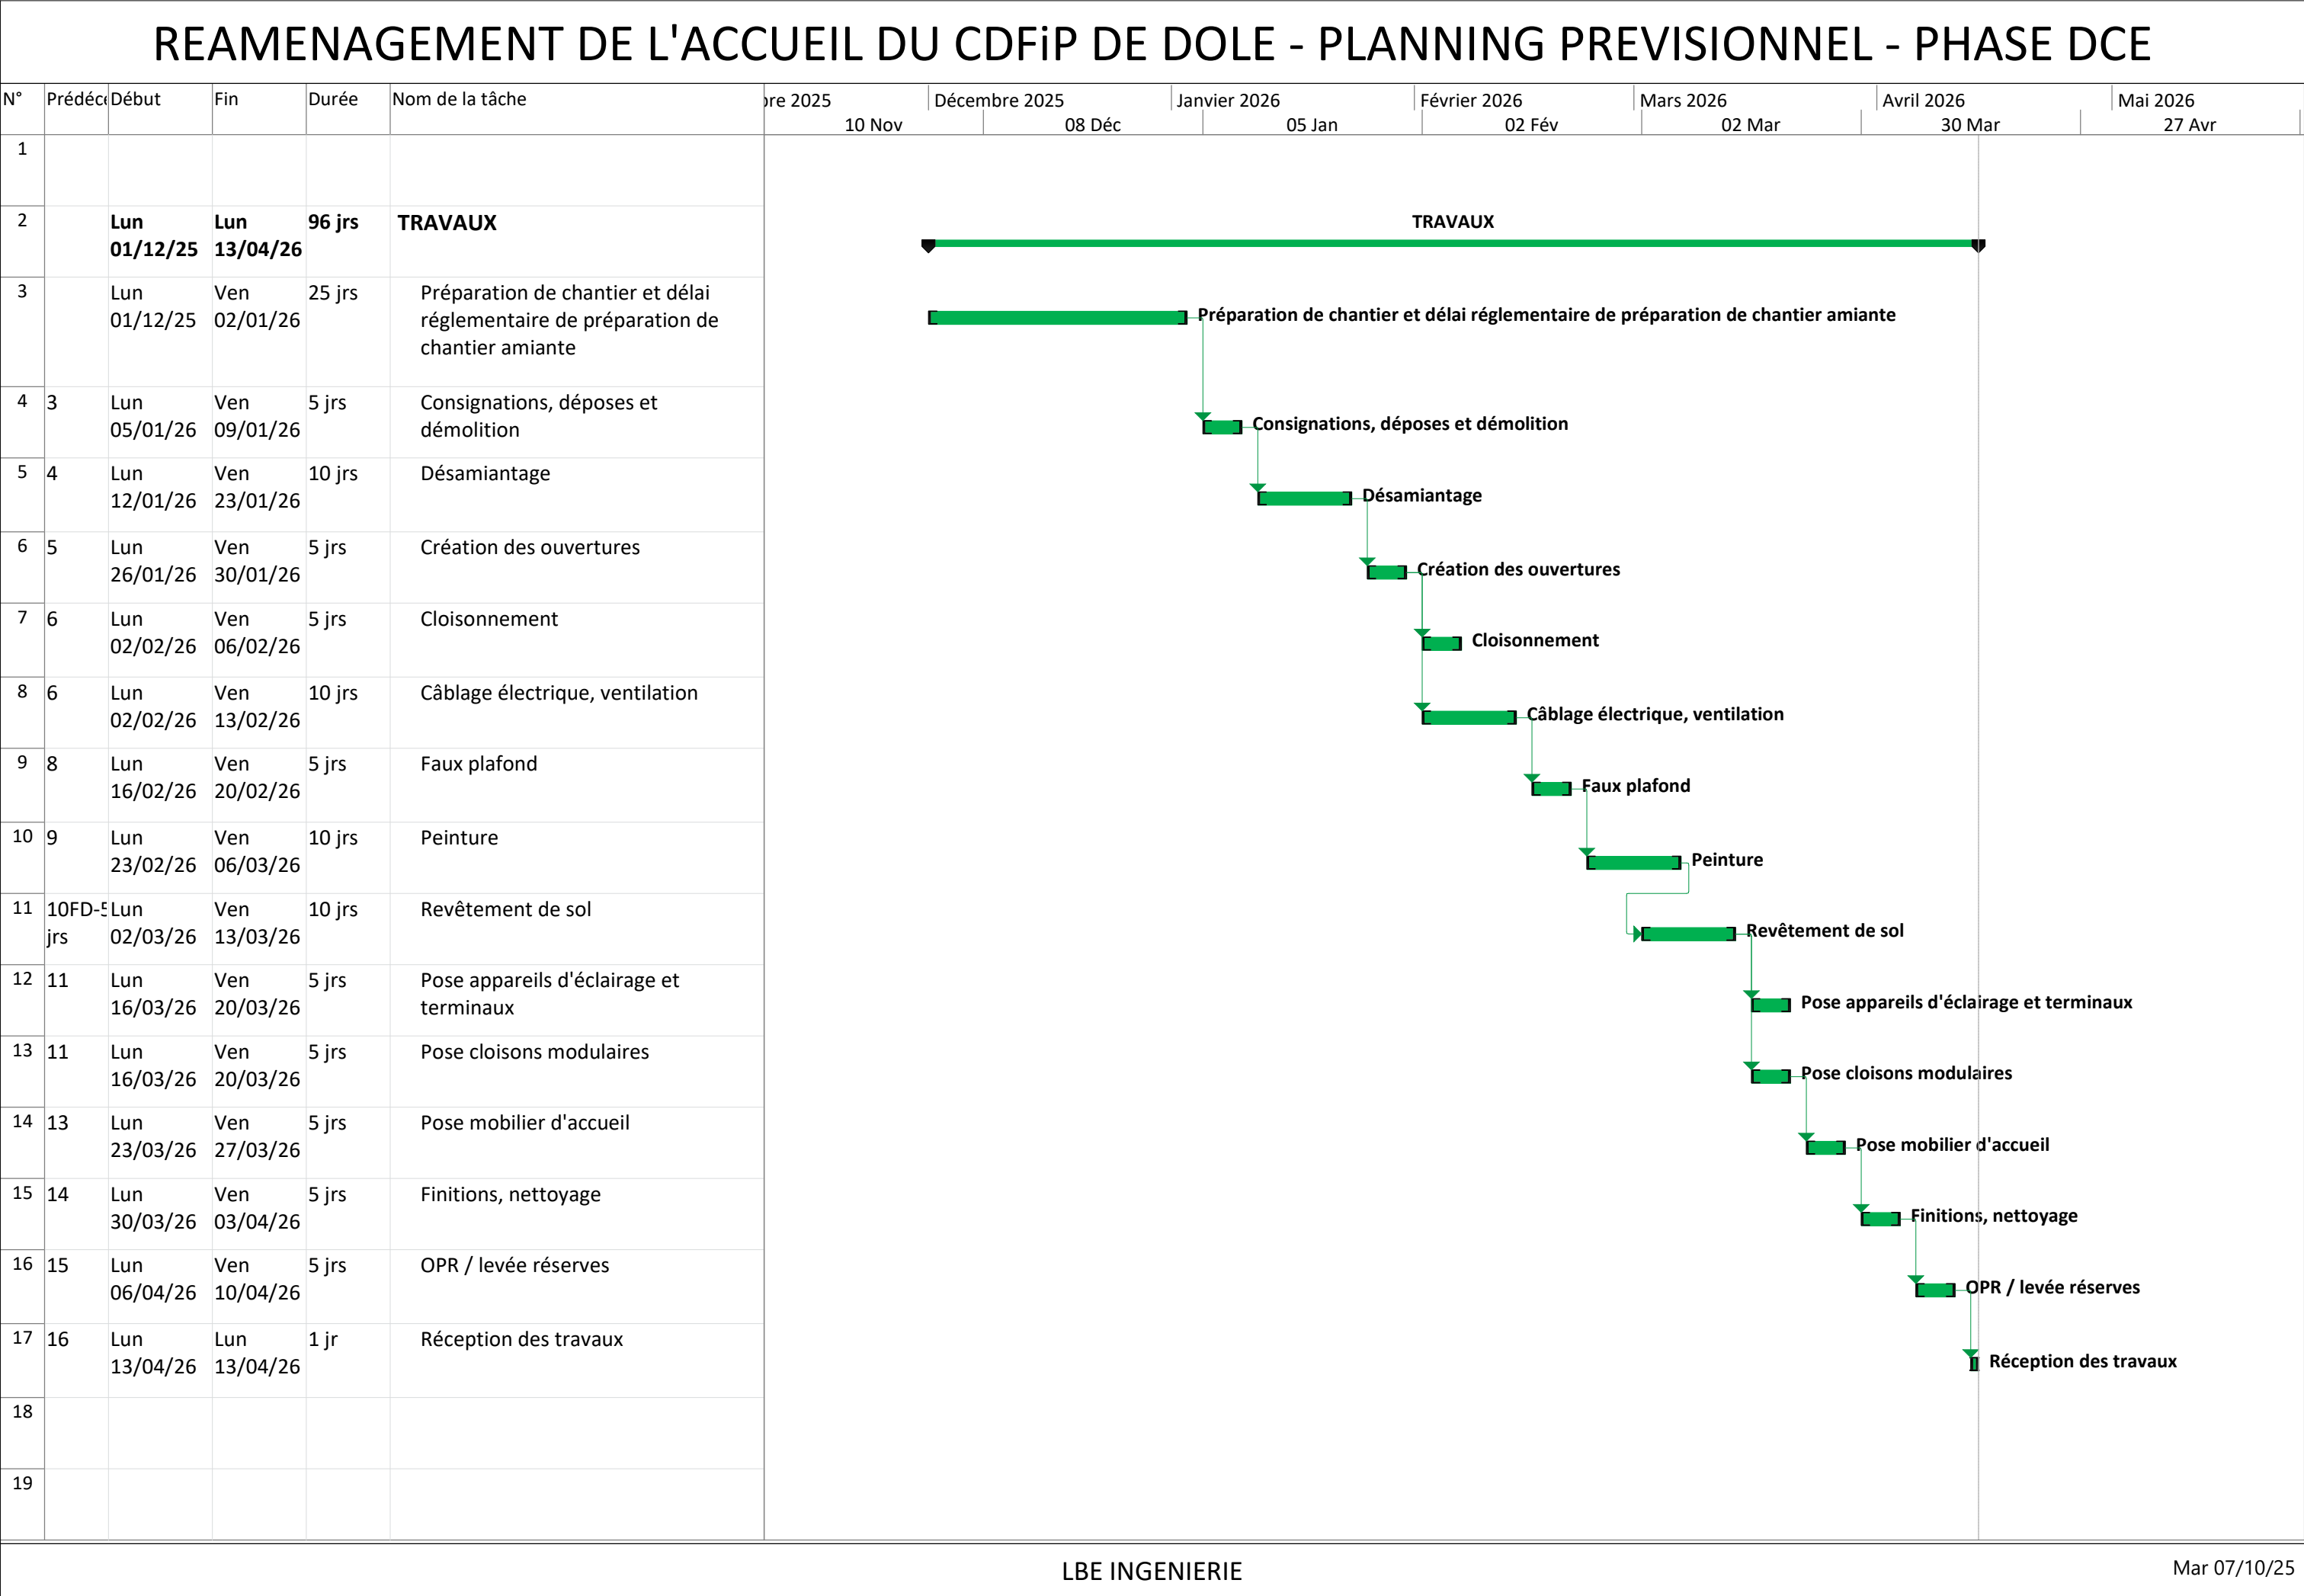 REAMENAGEMENT DE L'ACCUEIL DU CDFiP DE DOLE - PLANNING PREVISIONNEL - PHASE DCE
N° Prédéce Début Fin Durée Nom de la tâche bre 2025 Décembre 2025 Janvier 2026 Février 2026 Mars 2026 Avril 2026 Mai 2026
10 Nov 08 Déc 05 Jan 02 Fév 02 Mar 30 Mar 27 Avr
1
2 Lun Lun 96 jrs TRAVAUX TRAVAUX
01/12/25 13/04/26
3 Lun Ven 25 jrs Préparation de chantier et délai
01/12/25 02/01/26 réglementaire de préparation de Préparation de chantier et délai réglementaire de préparation de chantier amiante
chantier amiante
4 3 Lun Ven 5 jrs Consignations, déposes et
05/01/26 09/01/26 démolition Consignations, déposes et démolition
5 4 Lun Ven 10 jrs Désamiantage
12/01/26 23/01/26 Désamiantage
6 5 Lun Ven 5 jrs Création des ouvertures
26/01/26 30/01/26 Création des ouvertures
7 6 Lun Ven 5 jrs Cloisonnement
02/02/26 06/02/26 Cloisonnement
8 6 Lun Ven 10 jrs Câblage électrique, ventilation
02/02/26 13/02/26 Câblage électrique, ventilation
9 8 Lun Ven 5 jrs Faux plafond
16/02/26 20/02/26 Faux plafond
10 9 Lun Ven 10 jrs Peinture
23/02/26 06/03/26 Peinture
11 10FD-5 Lun Ven 10 jrs Revêtement de sol
jrs 02/03/26 13/03/26 Revêtement de sol
12 11 Lun Ven 5 jrs Pose appareils d'éclairage et
16/03/26 20/03/26 terminaux Pose appareils d'éclairage et terminaux
13 11 Lun Ven 5 jrs Pose cloisons modulaires
16/03/26 20/03/26 Pose cloisons modulaires
14 13 Lun Ven 5 jrs Pose mobilier d'accueil
23/03/26 27/03/26 Pose mobilier d'accueil
15 14 Lun Ven 5 jrs Finitions, nettoyage
30/03/26 03/04/26 Finitions, nettoyage
16 15 Lun Ven 5 jrs OPR / levée réserves
06/04/26 10/04/26 OPR / levée réserves
17 16 Lun Lun 1 jr Réception des travaux
13/04/26 13/04/26 Réception des travaux
18
19
LBE INGENIERIE Mar 07/10/25